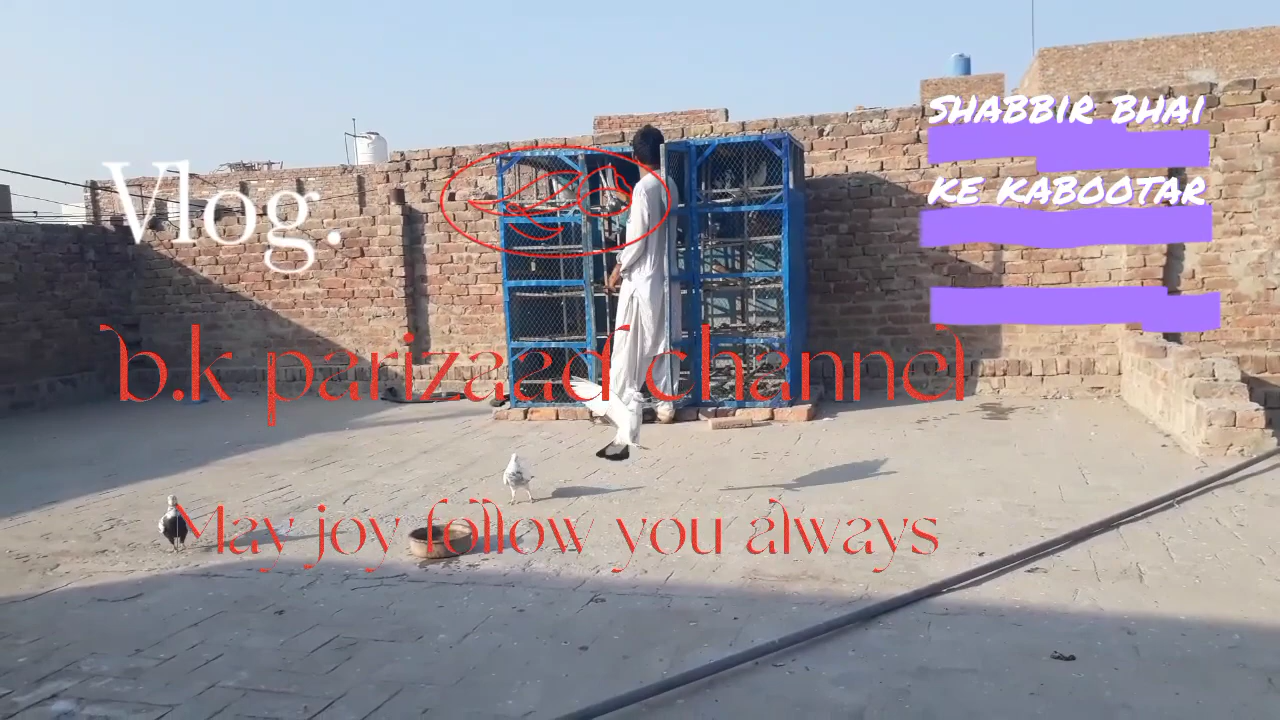 Vlog.
SHABBIR BHAI
KE KABOOTAR
b.k parizaad channel
May joy follow you always